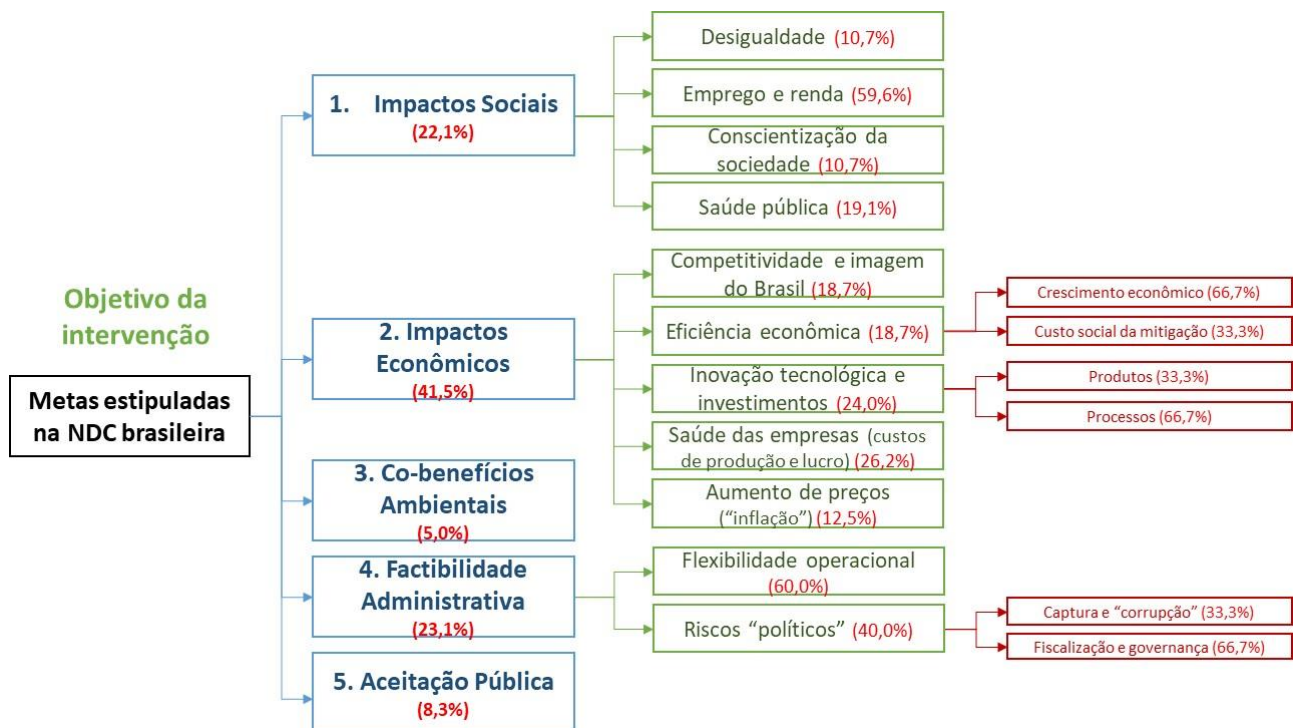 Objetivo da
intervenção
Metas estipuladas
na NDC brasileira
1. Impactos Sociais
(22,1%)
Desigualdade (10,7%)
Emprego e renda (59,6%)
Conscientização da
sociedade (10,7%)
Saúde pública (19,1%)
2. Impactos
Econômicos
(41,5%)
Competitividade e imagem
do Brasil (18,7%)
Eficiência econômica (18,7%)
Crescimento econômico (66,7%)
Custo social da mitigação (33,3%)
Inovação tecnológica e
investimentos (24,0%)
Produtos (33,3%)
Processos (66,7%)
Saúde das empresas (custos
de produção e lucro) (26,2%)
Aumento de preços
("inflação") (12,5%)
3. Co-benefícios
Ambientais
(5,0%)
4. Factibilidade
Administrativa
(23,1%)
Flexibilidade operacional
(60,0%)
Riscos “políticos” (40,0%)
Captura e “corrupção” (33,3%)
Fiscalização e governança (66,7%)
5. Aceitação Pública
(8,3%)